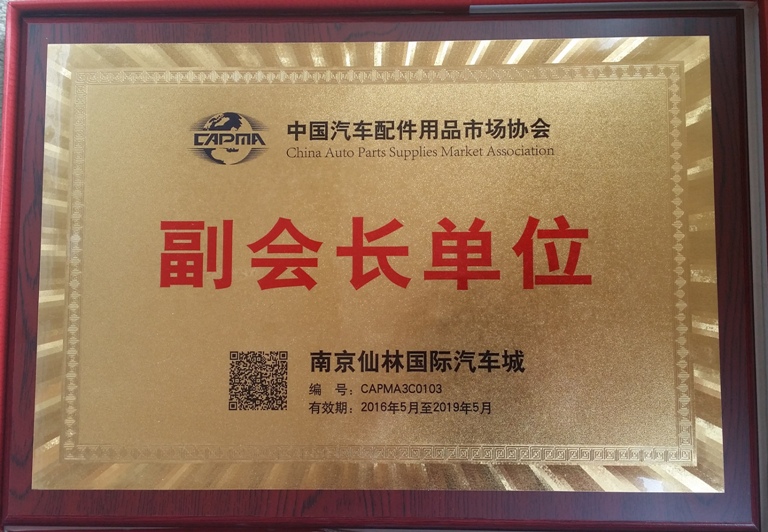 CAPMA
中国汽车配件用品市场协会
China Auto Parts Supplies Market Association
副会长单位
南京仙林国际汽车城
编 号：CAPMA3C0103
有效期：2016年5月至2019年5月